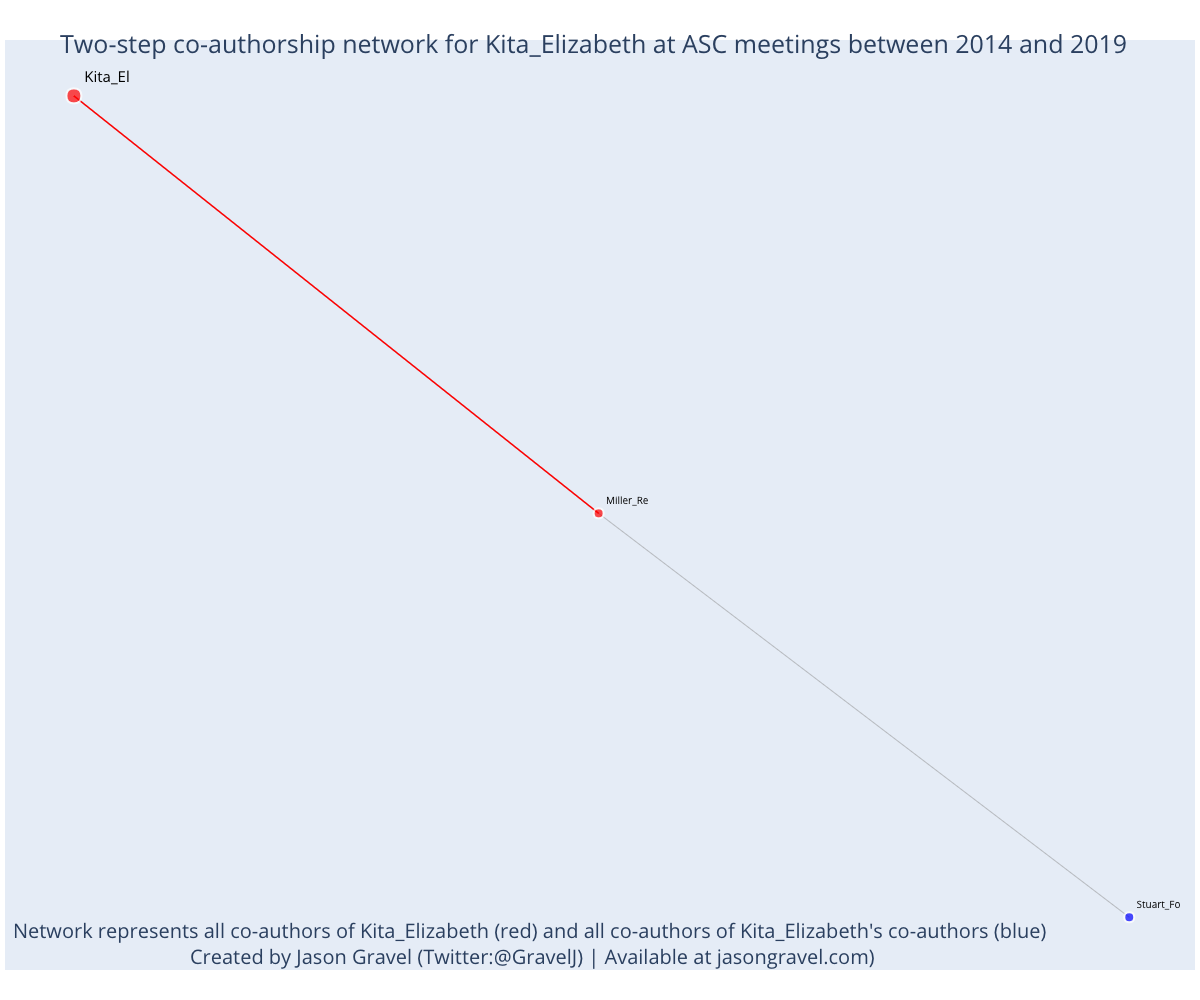 Two-step co-authorship network for Kita_Elizabeth at ASC meetings between 2014 and 2019
Kita_El
Miller_Re
Stuart_Fo
Network represents all co-authors of Kita_Elizabeth (red) and all co-authors of Kita_Elizabeth's co-authors (blue)
Created by Jason Gravel (Twitter:@GravelJ) | Available at jasongravel.com)